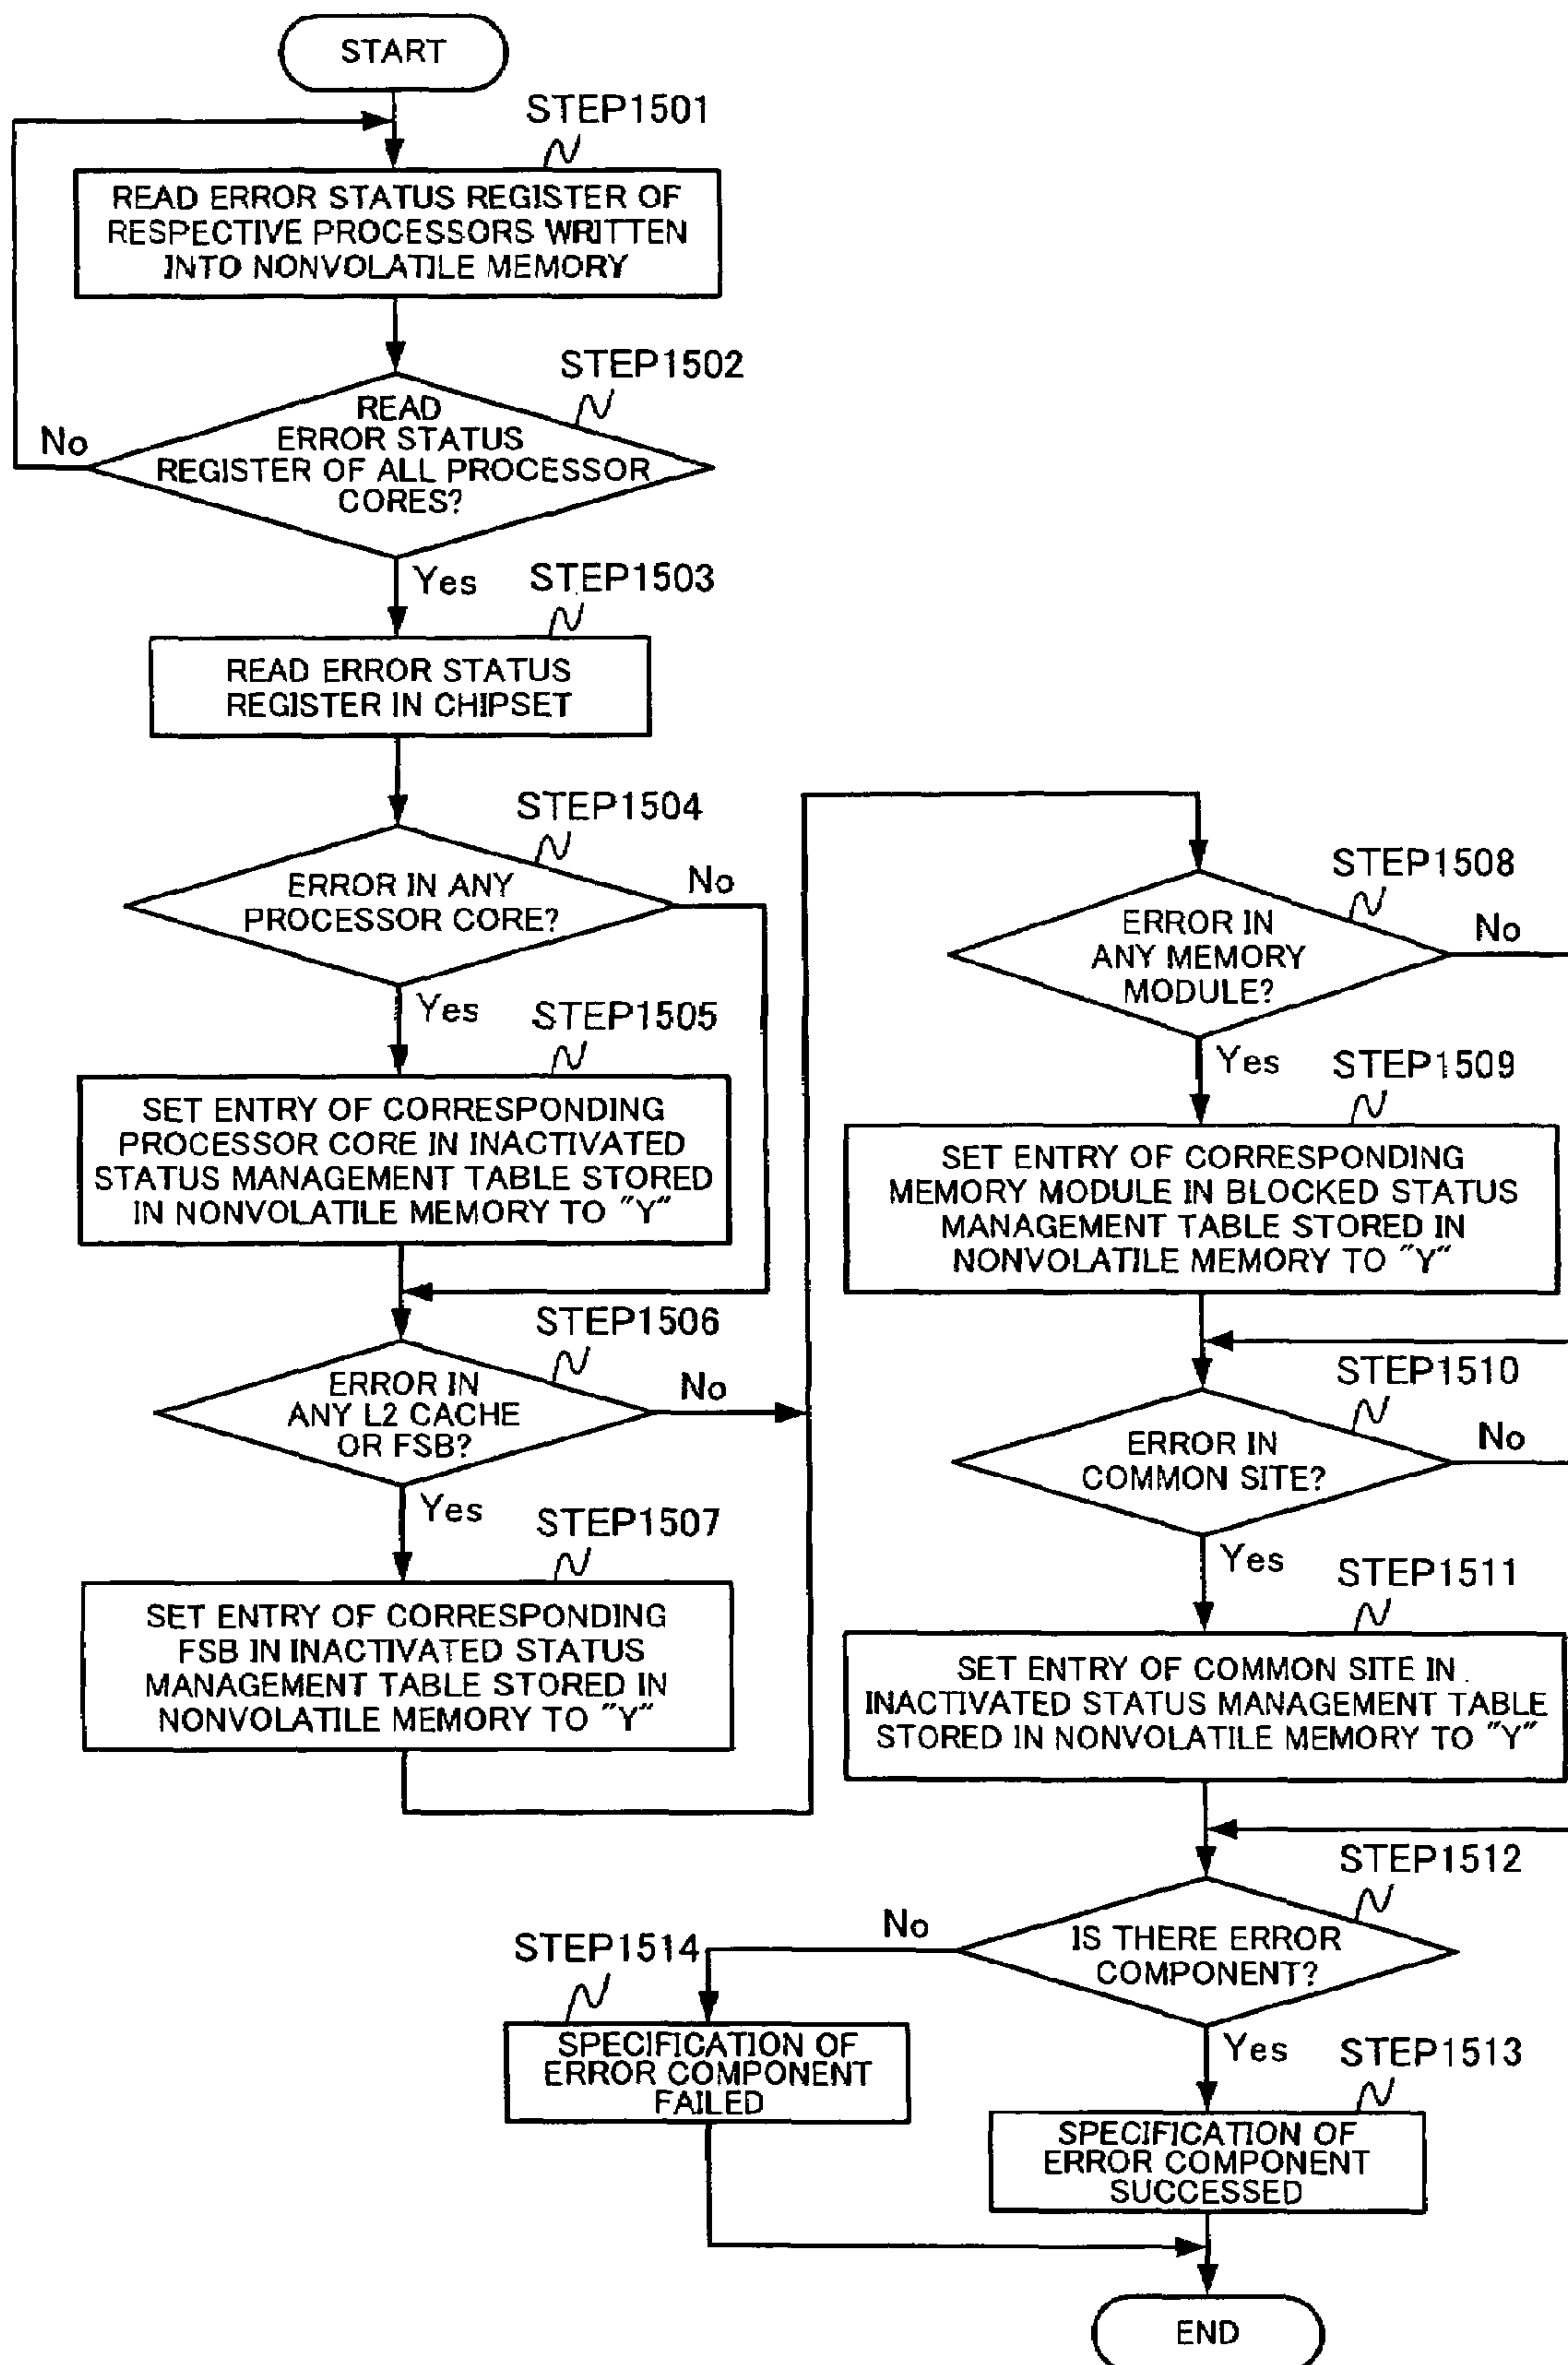 START
STEP1501
READ ERROR STATUS REGISTER OF
RESPECTIVE PROCESSORS WRITTEN
INTO NONVOLATILE MEMORY
STEP1502
READ
ERROR STATUS
REGISTER OF ALL PROCESSOR
CORES?
No
Yes
STEP1503
READ ERROR STATUS
REGISTER IN CHIPSET
STEP1504
ERROR IN ANY
PROCESSOR CORE?
No
Yes
STEP1505
SET ENTRY OF CORRESPONDING
PROCESSOR CORE IN INACTIVATED
STATUS MANAGEMENT TABLE STORED
IN NONVOLATILE MEMORY TO "Y"
STEP1506
ERROR IN
ANY L2 CACHE
OR FSB?
No
Yes
STEP1507
SET ENTRY OF CORRESPONDING
FSB IN INACTIVATED STATUS
MANAGEMENT TABLE STORED IN
NONVOLATILE MEMORY TO "Y"
STEP1508
ERROR IN
ANY MEMORY
MODULE?
No
Yes
STEP1509
SET ENTRY OF CORRESPONDING
MEMORY MODULE IN BLOCKED STATUS
MANAGEMENT TABLE STORED IN
NONVOLATILE MEMORY TO "Y"
STEP1510
ERROR IN
COMMON SITE?
No
Yes
STEP1511
SET ENTRY OF COMMON SITE IN
INACTIVATED STATUS MANAGEMENT TABLE
STORED IN NONVOLATILE MEMORY TO "Y"
STEP1512
IS THERE ERROR
COMPONENT?
No
Yes
STEP1514
SPECIFICATION OF
ERROR COMPONENT
FAILED
STEP1513
SPECIFICATION OF
ERROR COMPONENT
SUCCESSED
END